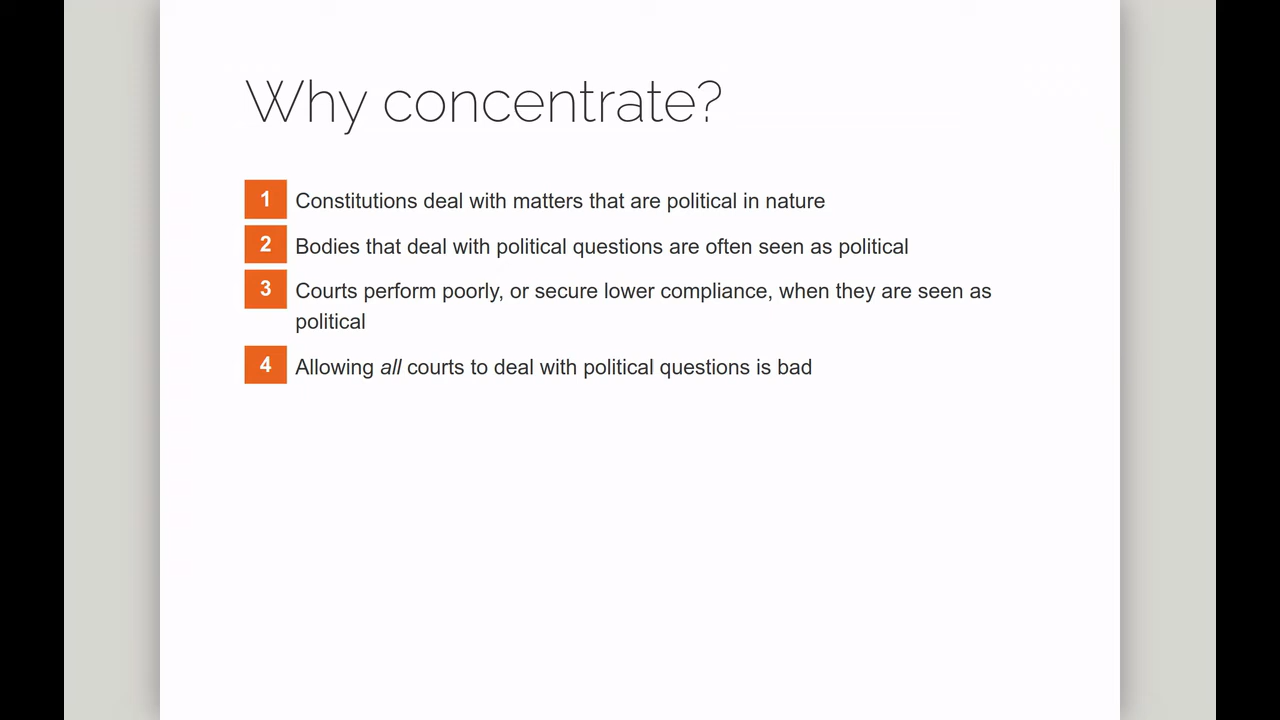 Why concentrate?
1 Constitutions deal with matters that are political in nature
2 Bodies that deal with political questions are often seen as political
3 Courts perform poorly, or secure lower compliance, when they are seen as
political
4 Allowing all courts to deal with political questions is bad